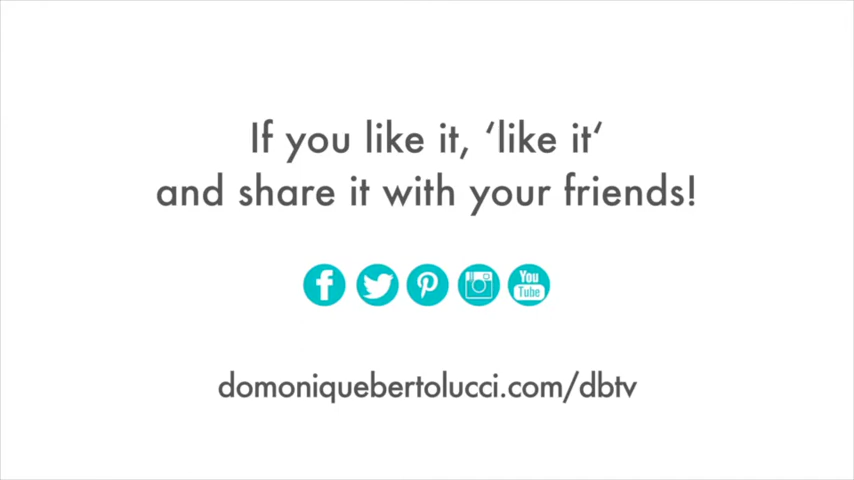 If you like it, ‘like it‘
and share it with your friends!
f
You
Tube
domoniquebertolucci.com/dbtv